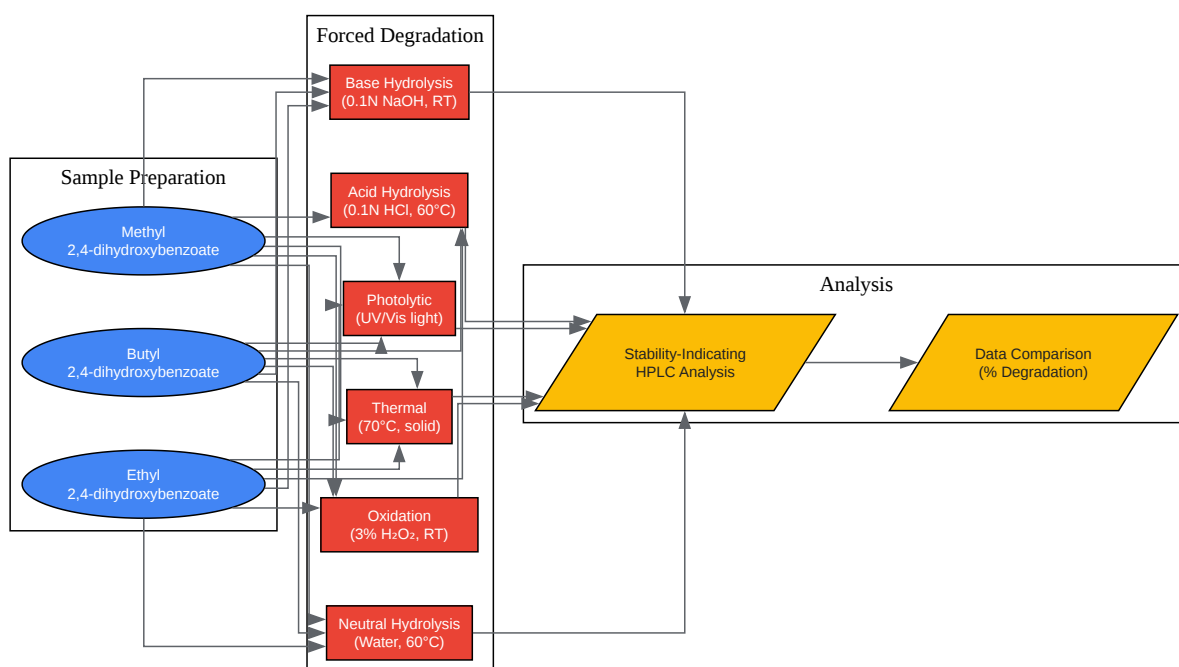 Forced Degradation
Base Hydrolysis
(0.1N NaOH, RT)
Sample Preparation
Acid Hydrolysis
(0.1N HCl, 60°C)
Methyl
2,4-dihydroxybenzoate
Photolytic
(UV/Vis light)
Analysis
Butyl
2,4-dihydroxybenzoate
Stability-Indicating
HPLC Analysis
Data Comparison
(% Degradation)
Thermal
(70°C, solid)
Ethyl
2,4-dihydroxybenzoate
Oxidation
(3% H₂O₂, RT)
Neutral Hydrolysis
(Water, 60°C)